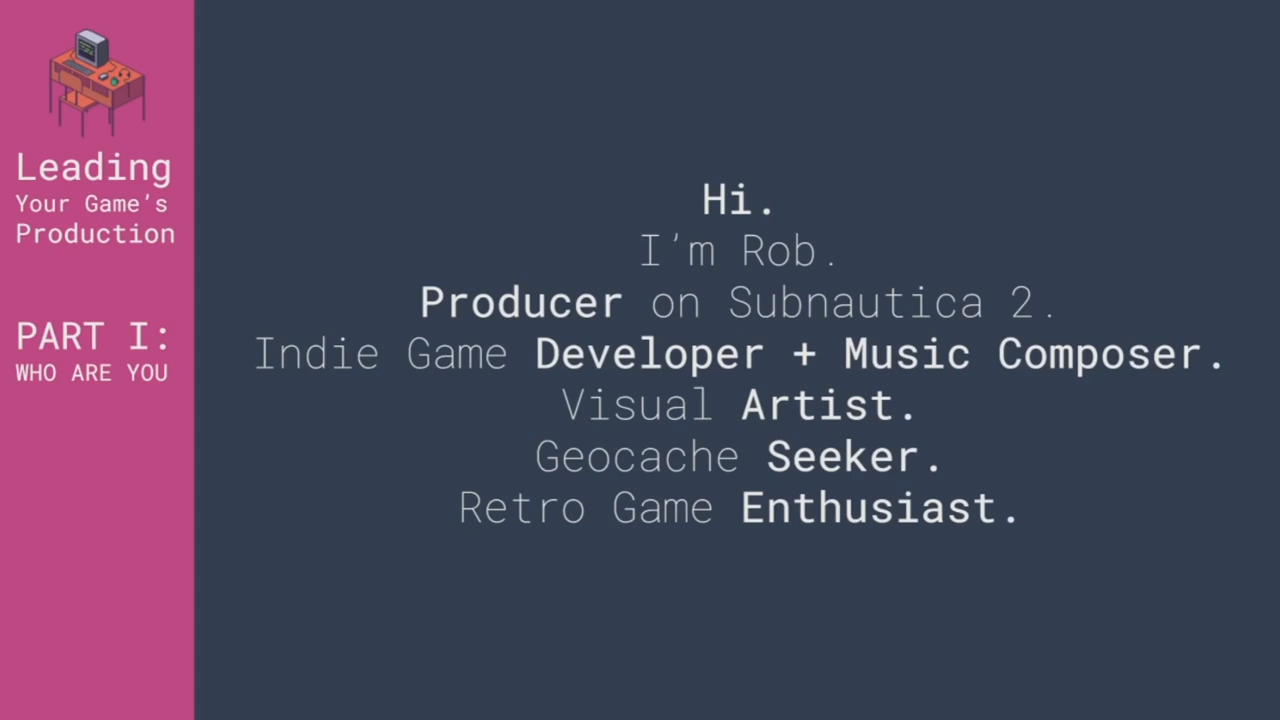 Leading
Your Game's
Production
PART I:
WHO ARE YOU
Hi.
I'm Rob.
Producer on Subnautica 2.
Indie Game Developer + Music Composer.
Visual Artist.
Geocache Seeker.
Retro Game Enthusiast.